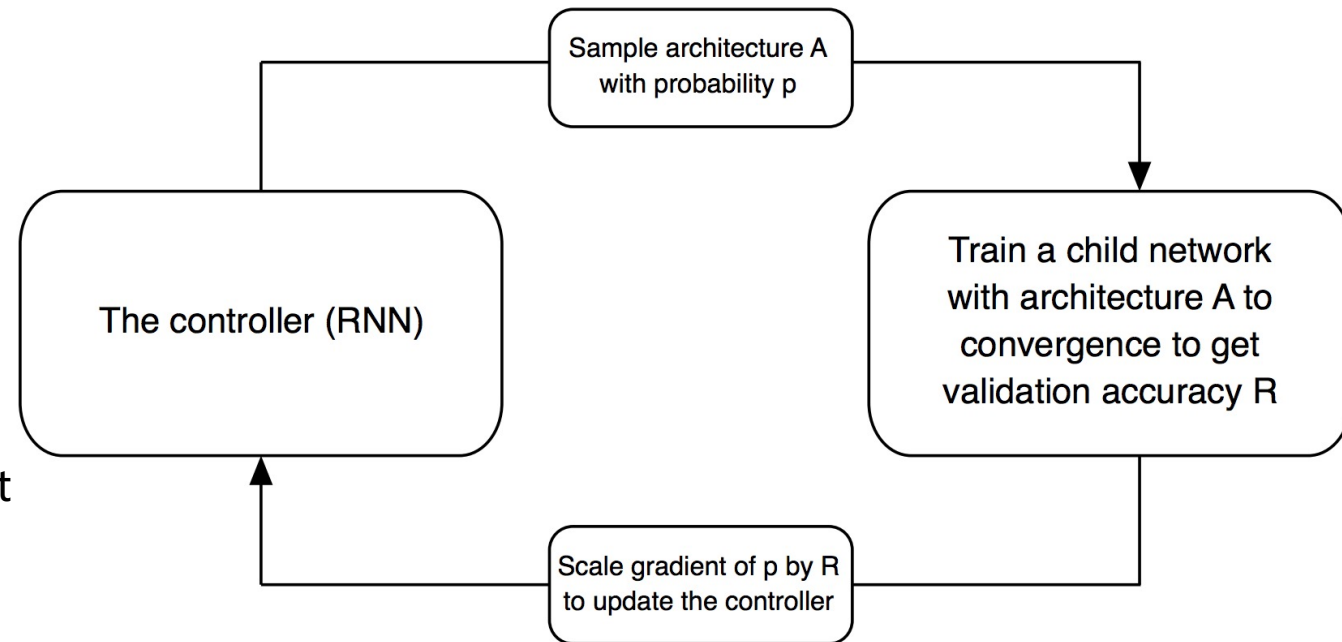 Sample architecture A
with probability p
The controller (RNN)
Train a child network
with architecture A to
convergence to get
validation accuracy R
t
Scale gradient of p by R
to update the controller